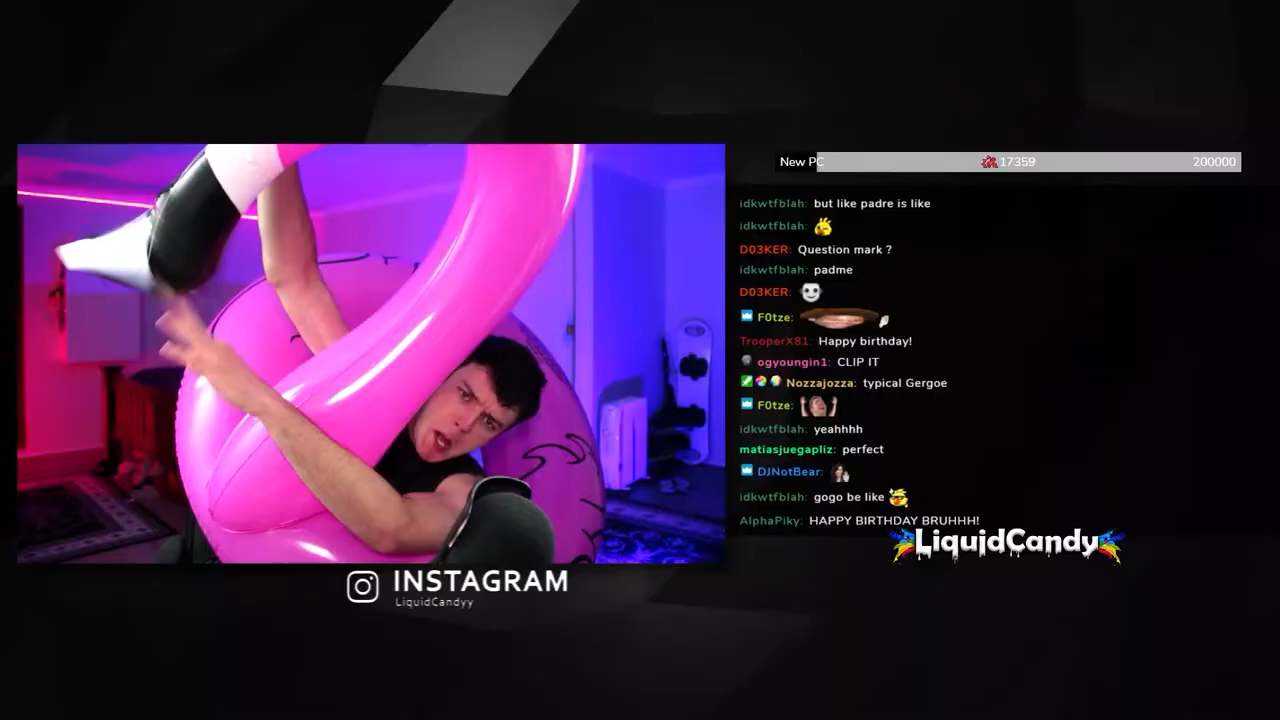 New PC 17359 200000
idkwtfblah: but like padre is like
idkwtfblah:
D03KER: Question mark ?
idkwtfblah: padme
D03KER:
F0tze:
TrooperX81: Happy birthday!
ogyoungin1: CLIP IT
Nozzajozza: typical Gergoe
F0tze:
idkwtfblah: yeahhhh
matiasjuegapliz: perfect
DJNotBear:
idkwtfblah: gogo be like
AlphaPiky: HAPPY BIRTHDAY BRUHHH!
LiquidCandy
INSTAGRAM
LiquidCandyy